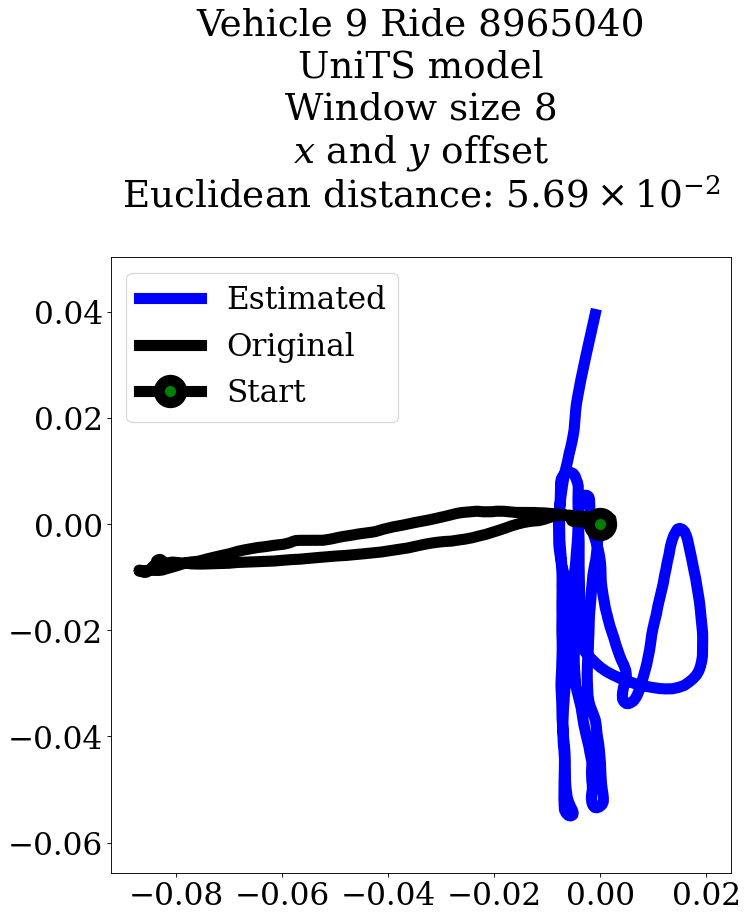 Vehicle 9 Ride 8965040
UniTS model
Window size 8
x and y offset
Euclidean distance: 5.69 × 10⁻²
Estimated
Original
Start
0.04
0.02
0.00
−0.02
−0.04
−0.06
−0.08 −0.06 −0.04 −0.02 0.00 0.02